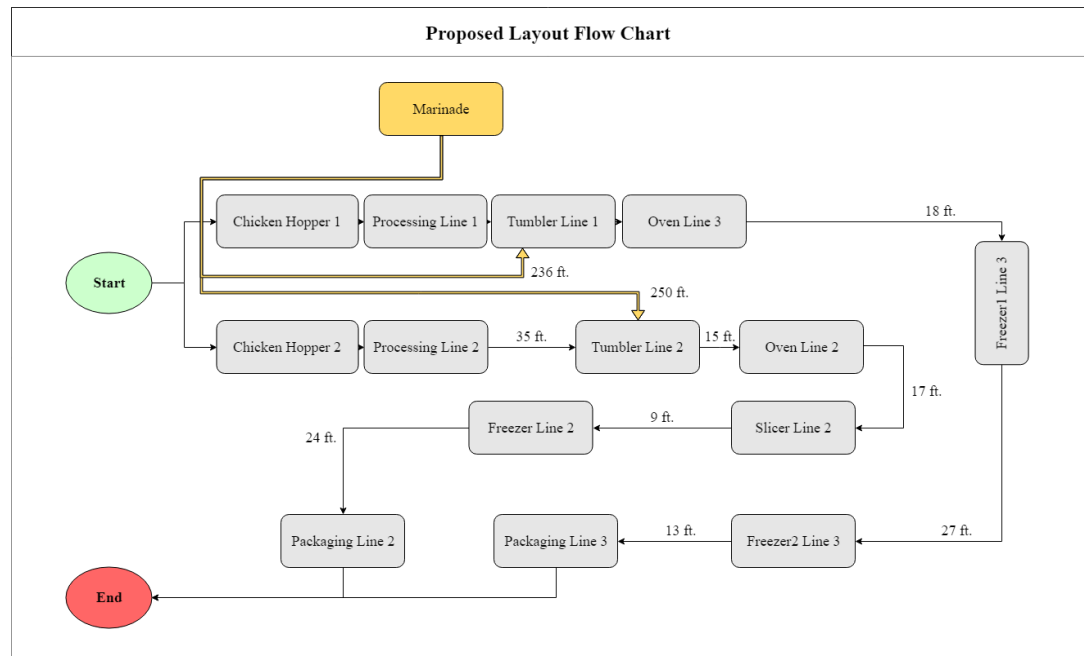 Proposed Layout Flow Chart
Marinade
Chicken Hopper 1
Processing Line 1
Tumbler Line 1
Oven Line 3
18 ft.
236 ft.
Start
250 ft.
Freezer1 Line 3
Chicken Hopper 2
Processing Line 2
35 ft.
Tumbler Line 2
15 ft.
Oven Line 2
17 ft.
Slicer Line 2
9 ft.
Freezer Line 2
24 ft.
Packaging Line 2
Packaging Line 3
13 ft.
Freezer2 Line 3
27 ft.
End